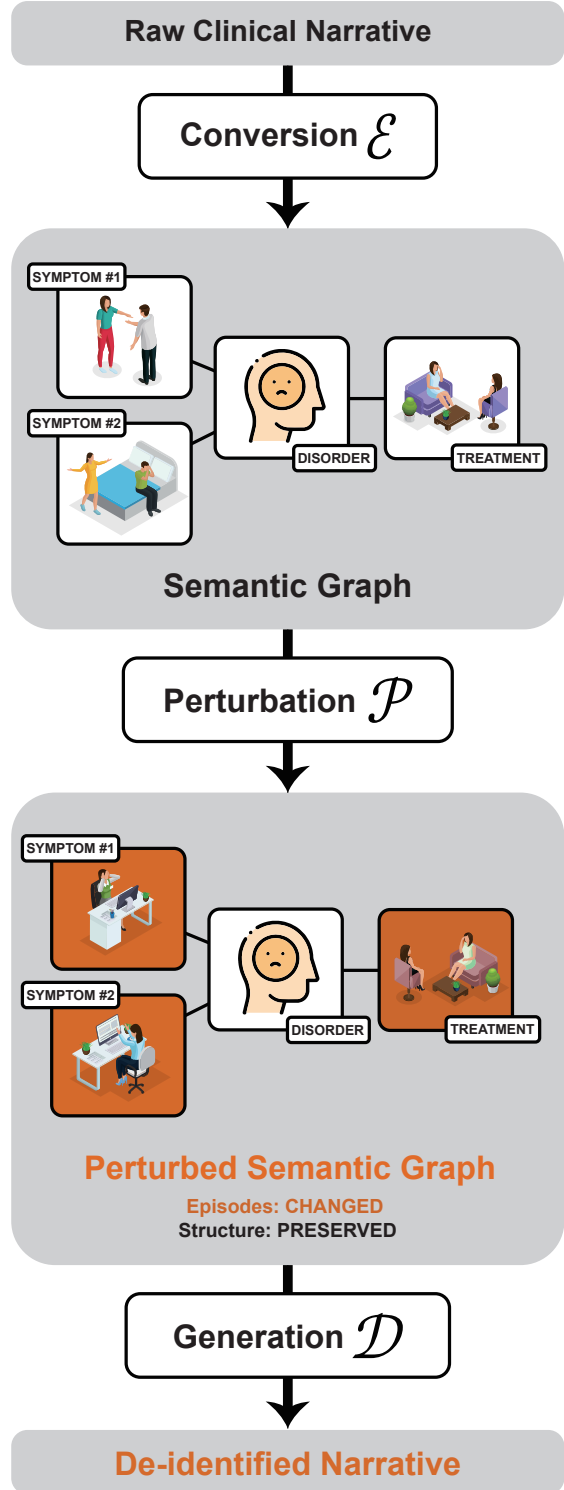 Raw Clinical Narrative
Conversion ℰ
SYMPTOM #1
SYMPTOM #2
DISORDER
TREATMENT
Semantic Graph
Perturbation 𝒫
SYMPTOM #1
SYMPTOM #2
DISORDER
TREATMENT
Perturbed Semantic Graph
Episodes: CHANGED
Structure: PRESERVED
Generation 𝒟
De-identified Narrative